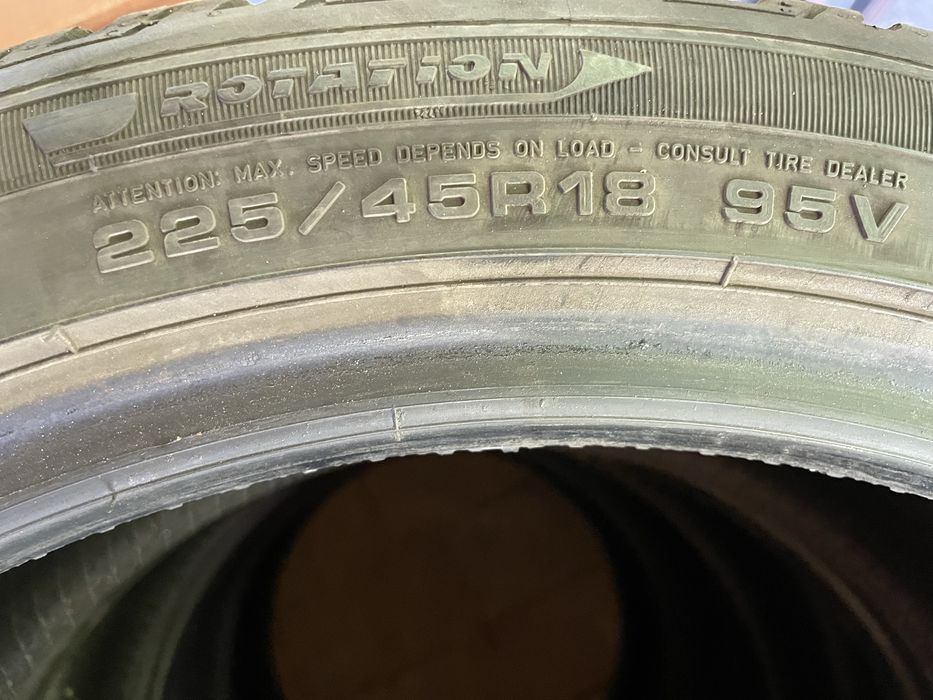 ROTATION
ATTENTION: MAX. SPEED DEPENDS ON LOAD - CONSULT TIRE DEALER
225/45R18 95V